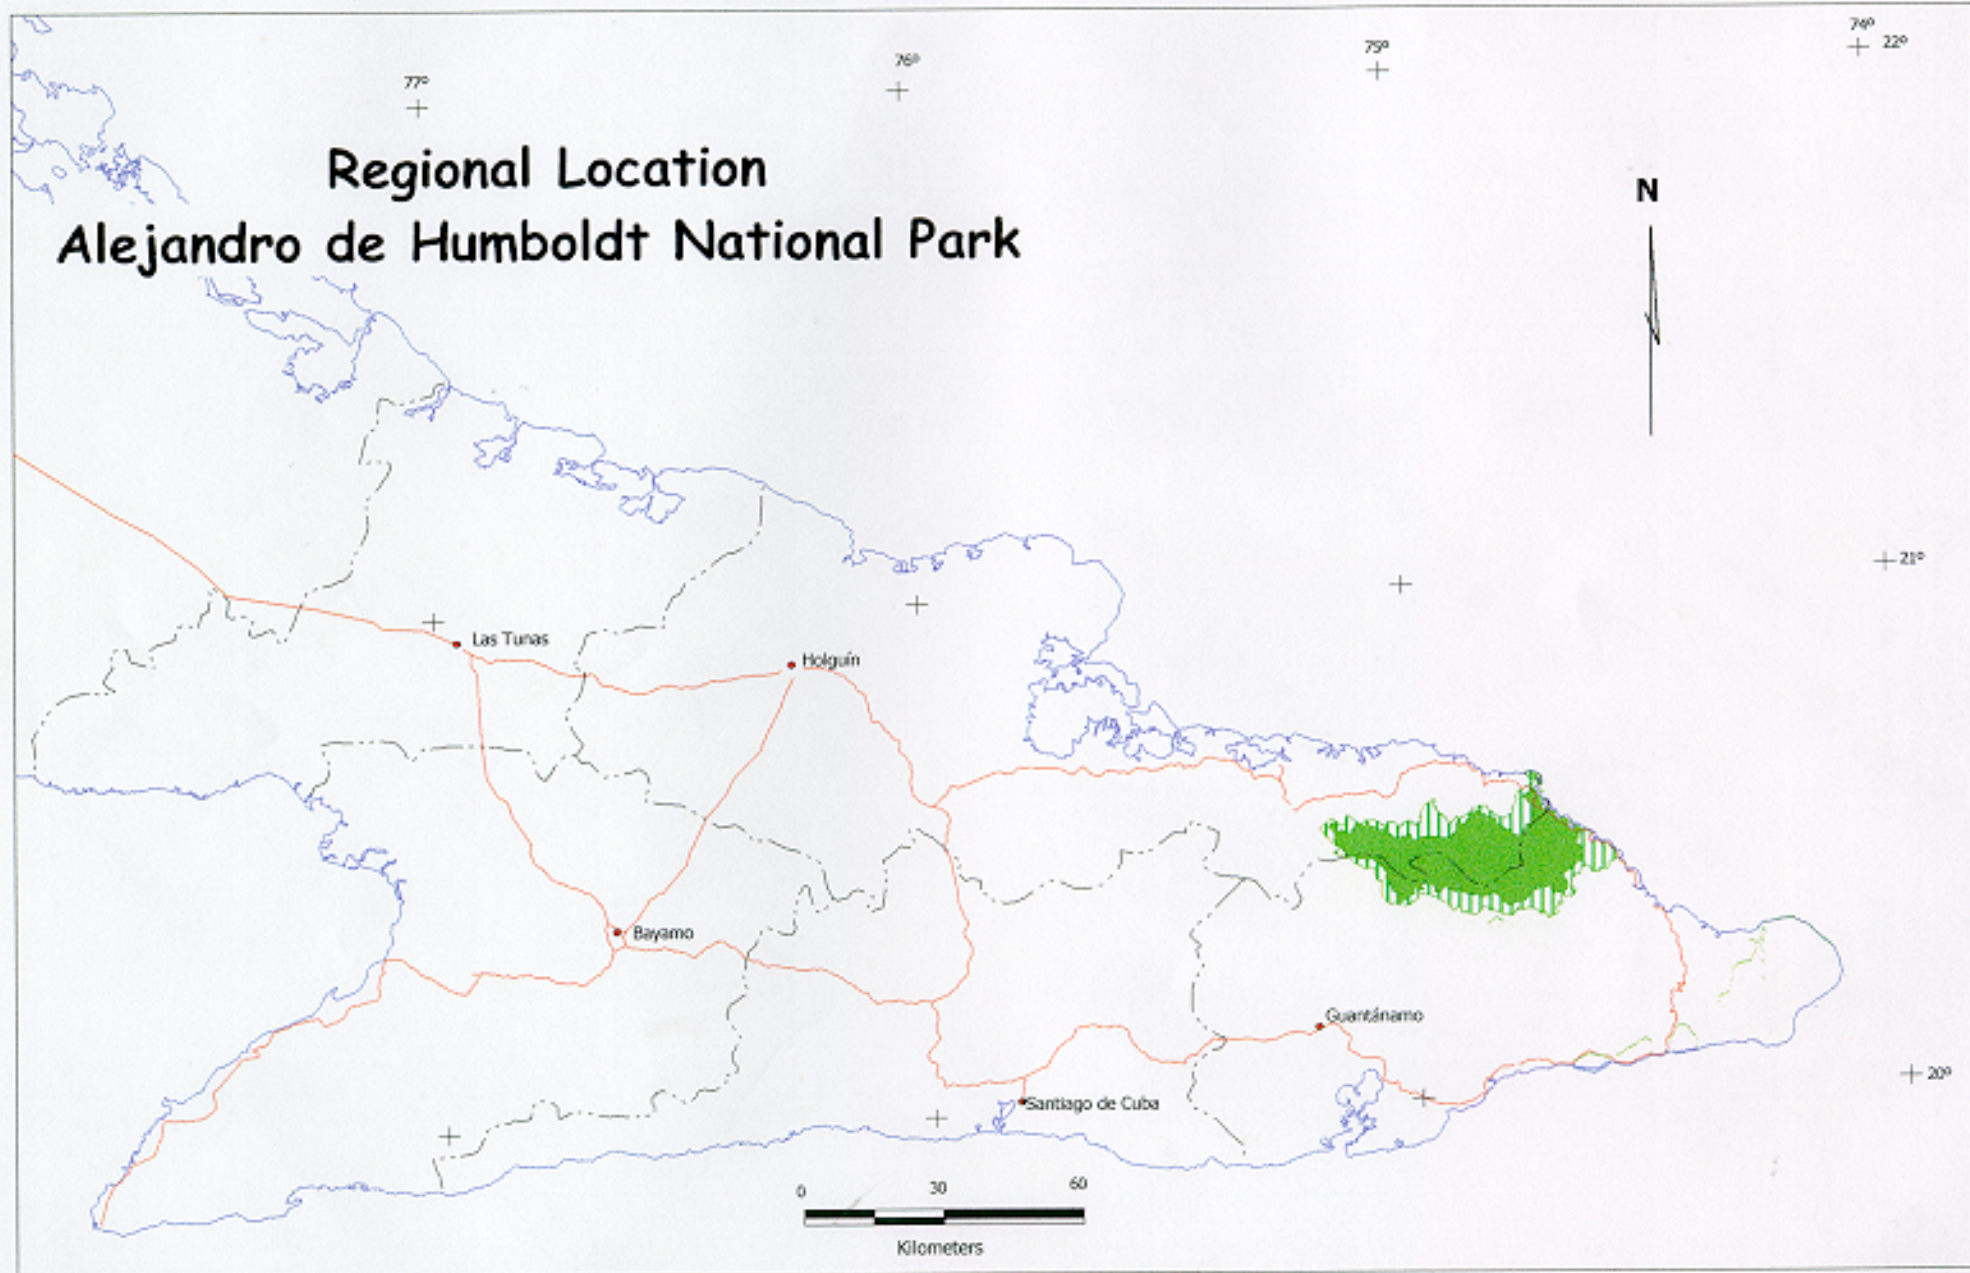 74º
22º
75º
76º
77º
Regional Location
Alejandro de Humboldt National Park
N
21º
Las Tunas
Holguín
Bayamo
Guantánamo
20º
Santiago de Cuba
0 30 60
Kilometers